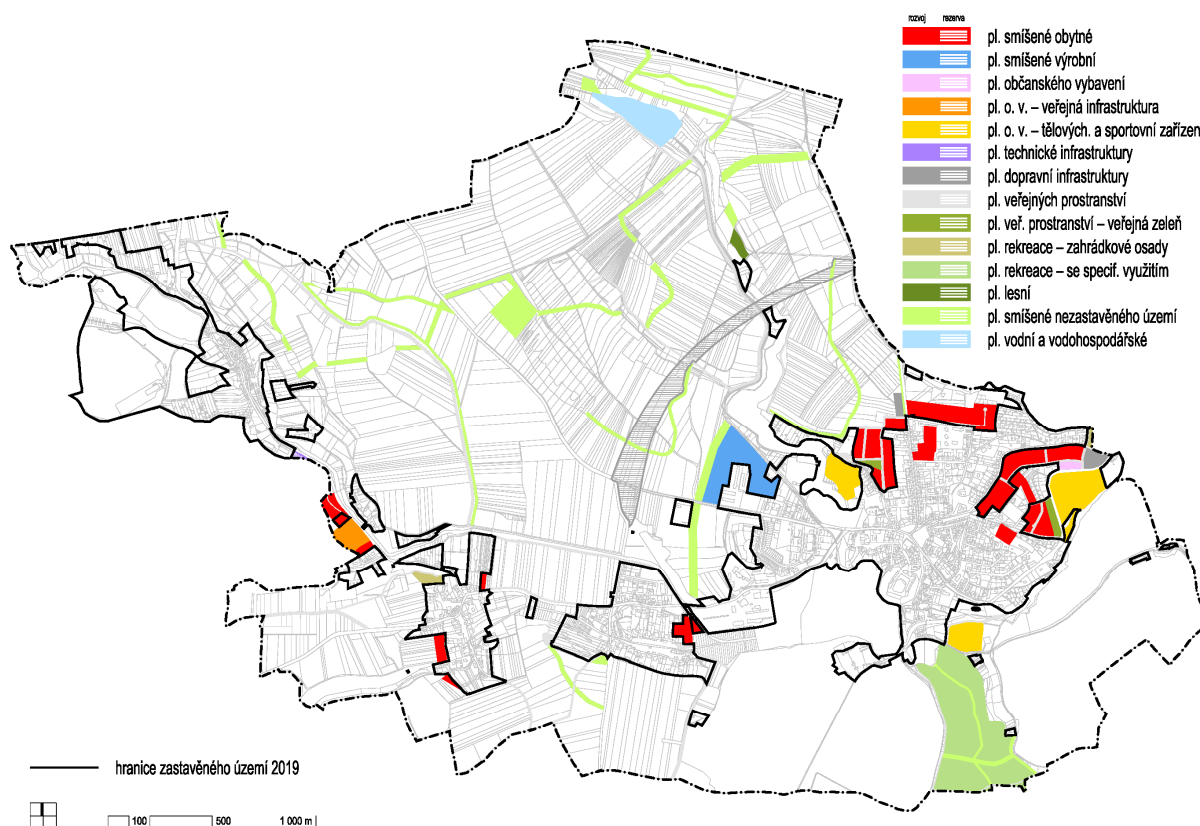 rozvoj rezerva
pl. smíšené obytné
pl. smíšené výrobní
pl. občanského vybavení
pl. o. v. – veřejná infrastruktura
pl. o. v. – tělových. a sportovní zařízen
pl. technické infrastruktury
pl. dopravní infrastruktury
pl. veřejných prostranství
pl. veř. prostranství – veřejná zeleň
pl. rekreace – zahrádkové osady
pl. rekreace – se specif. využitím
pl. lesní
pl. smíšené nezastavěného území
pl. vodní a vodohospodářské
hranice zastavěného území 2019
100 500 1 000 m